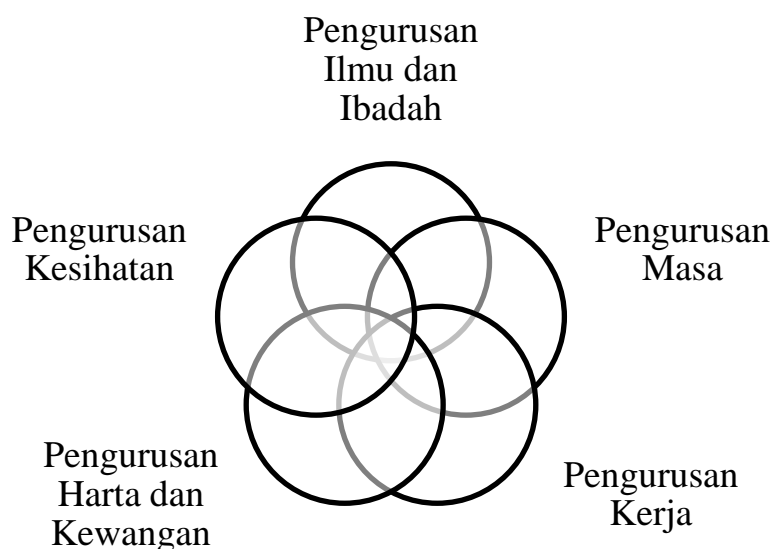 Pengurusan
Ilmu dan
Ibadah
Pengurusan
Kesihatan
Pengurusan
Masa
Pengurusan
Harta dan
Kewangan
Pengurusan
Kerja